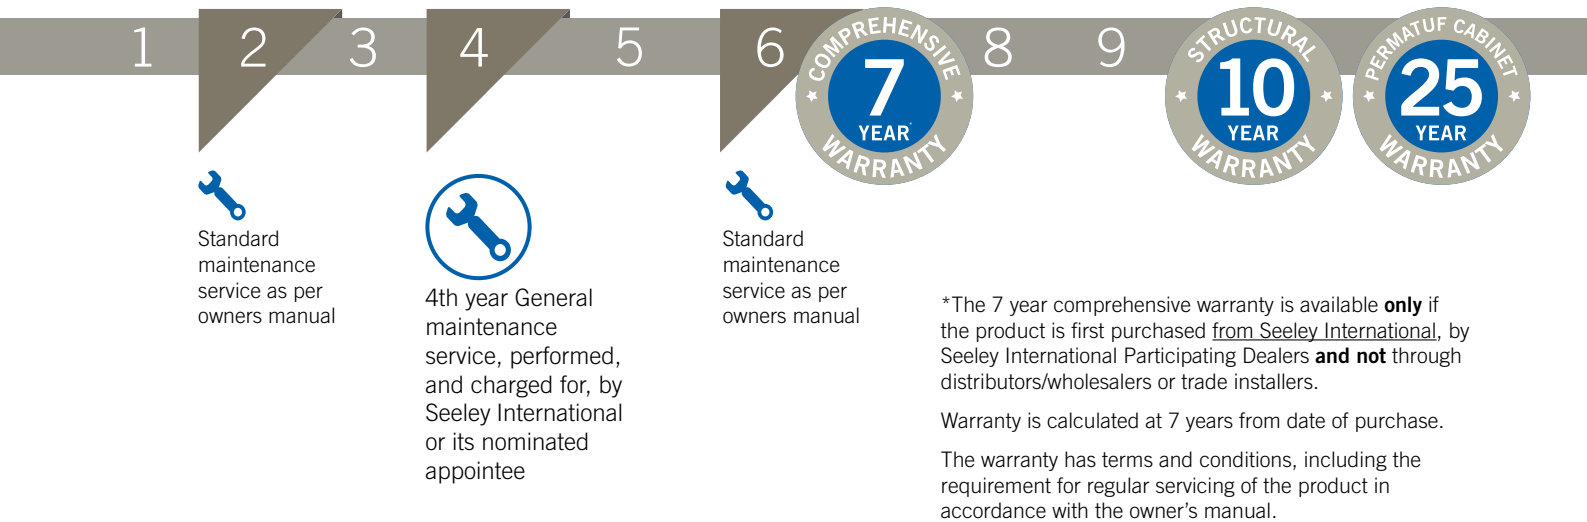 1 2 3 4 5 6 8 9
COMPREHENSIVE
7
YEAR*
WARRANTY
STRUCTURAL
10
YEAR
WARRANTY
PERMATUF CABINET
25
YEAR
WARRANTY
Standard
maintenance
service as per
owners manual
4th year General
maintenance
service, performed,
and charged for, by
Seeley International
or its nominated
appointee
Standard
maintenance
service as per
owners manual
*The 7 year comprehensive warranty is available only if
the product is first purchased from Seeley International, by
Seeley International Participating Dealers and not through
distributors/wholesalers or trade installers.
Warranty is calculated at 7 years from date of purchase.
The warranty has terms and conditions, including the
requirement for regular servicing of the product in
accordance with the owner’s manual.